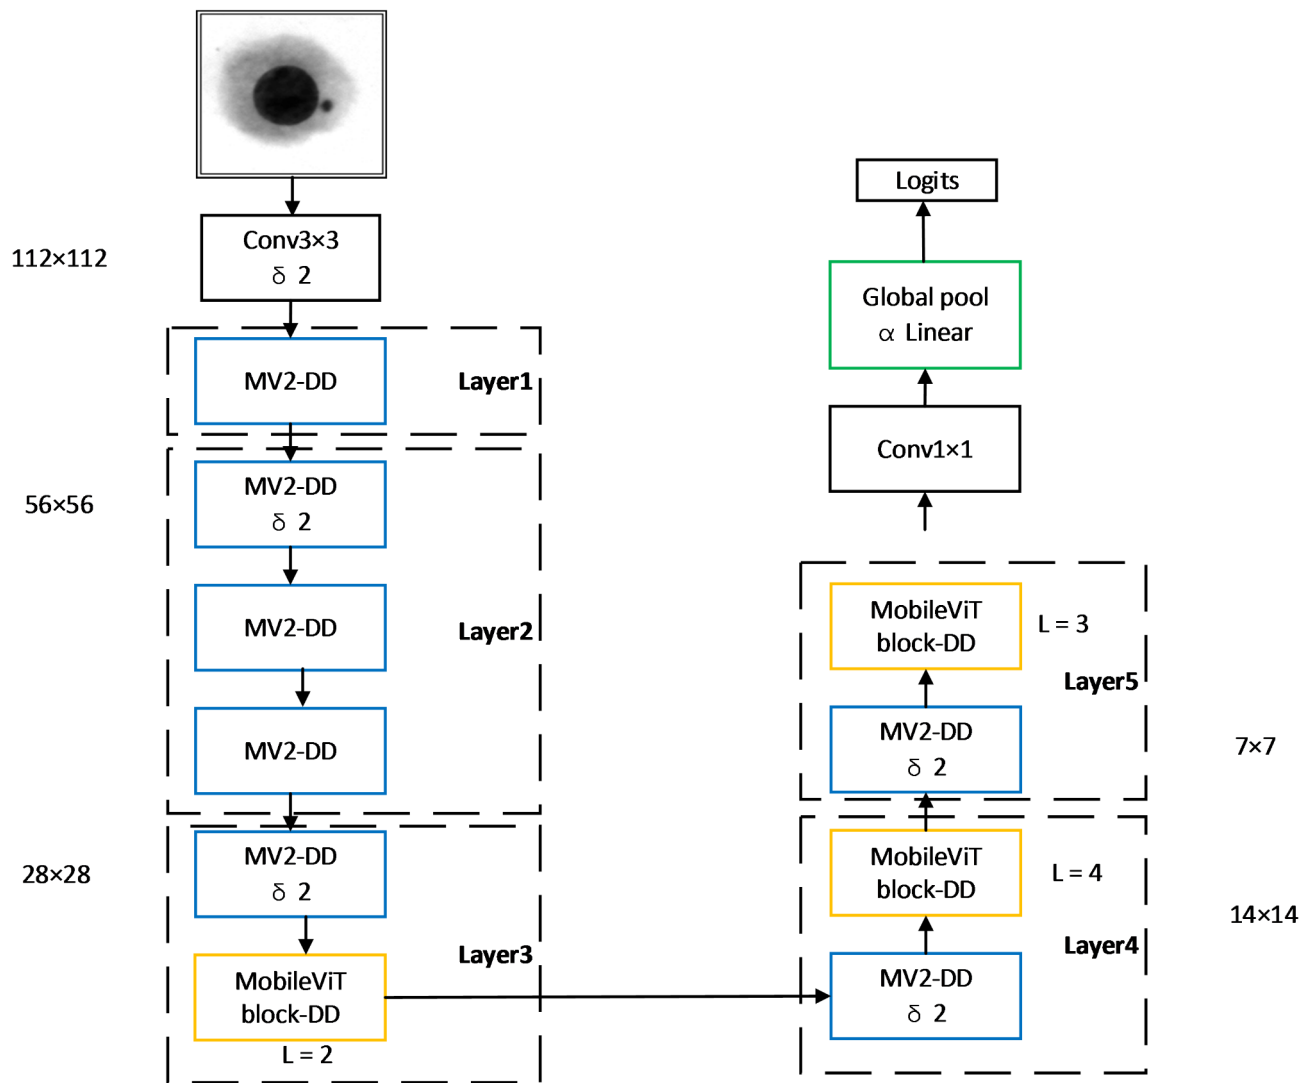 112×112
Conv3×3
δ 2
MV2-DD
Layer1
56×56
MV2-DD
δ 2
MV2-DD
Layer2
MV2-DD
28×28
MV2-DD
δ 2
Layer3
MobileViT
block-DD
L = 2
Logits
Global pool
α Linear
Conv1×1
MobileViT
block-DD
L = 3
Layer5
MV2-DD
δ 2
7×7
MobileViT
block-DD
L = 4
14×14
Layer4
MV2-DD
δ 2